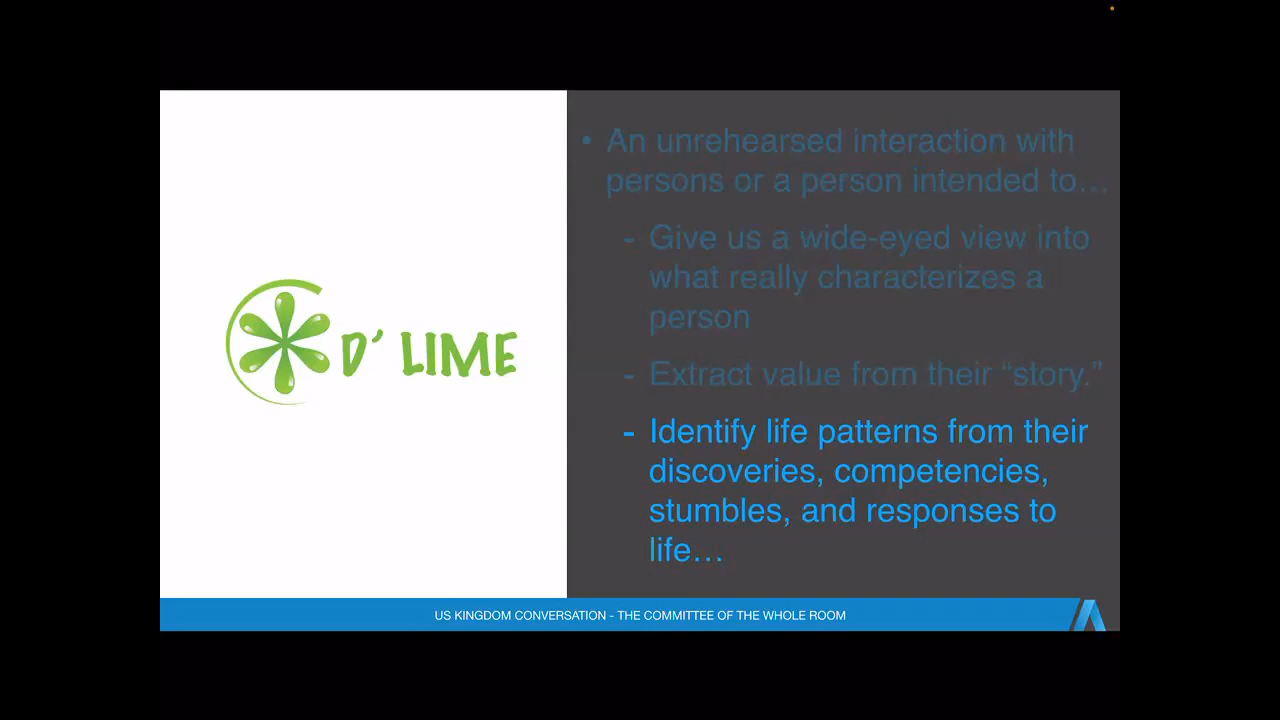 • An unrehearsed interaction with
persons or a person intended to…
- Give us a wide-eyed view into
what really characterizes a
person
- Extract value from their “story.”
- Identify life patterns from their
discoveries, competencies,
stumbles, and responses to
life…
D’ LIME
US KINGDOM CONVERSATION - THE COMMITTEE OF THE WHOLE ROOM